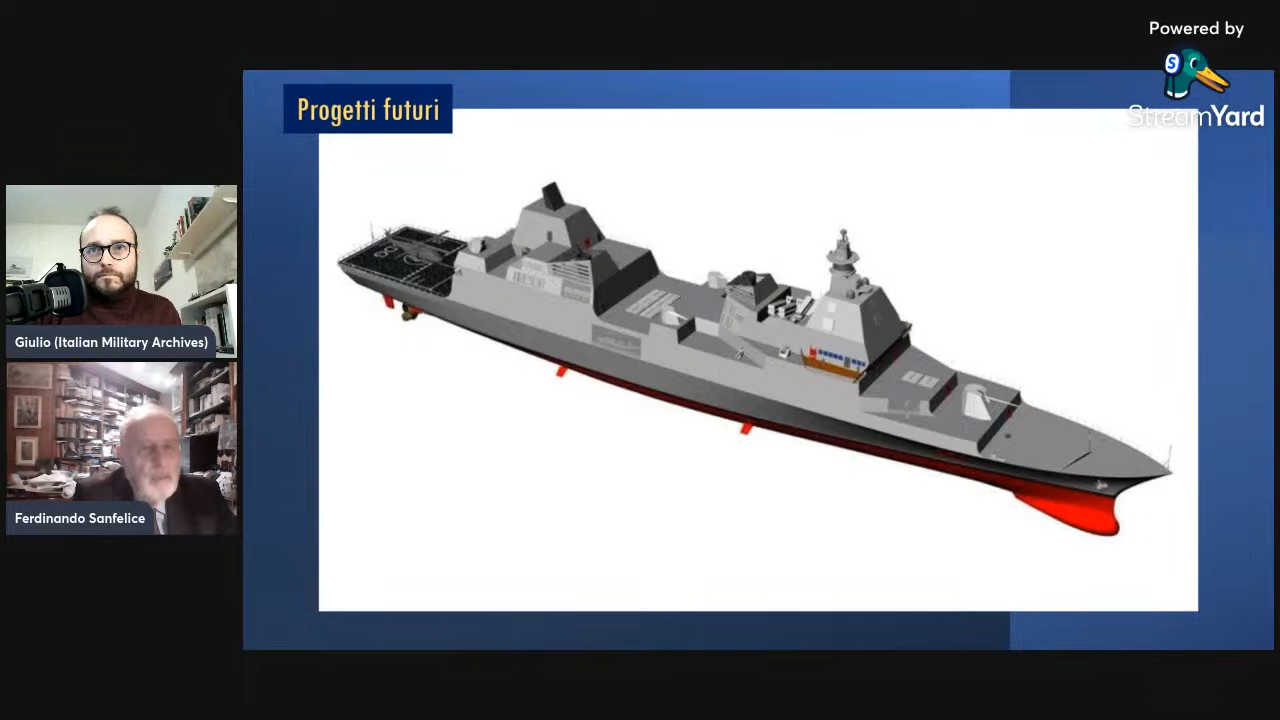 Powered by
S
StreamYard
Progetti futuri
Giulio (Italian Military Archives)
Ferdinando Sanfelice